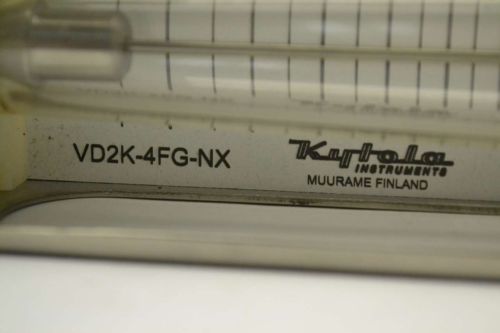 VD2K-4FG-NX
Kytola
INSTRUMENTS
MUURAME FINLAND